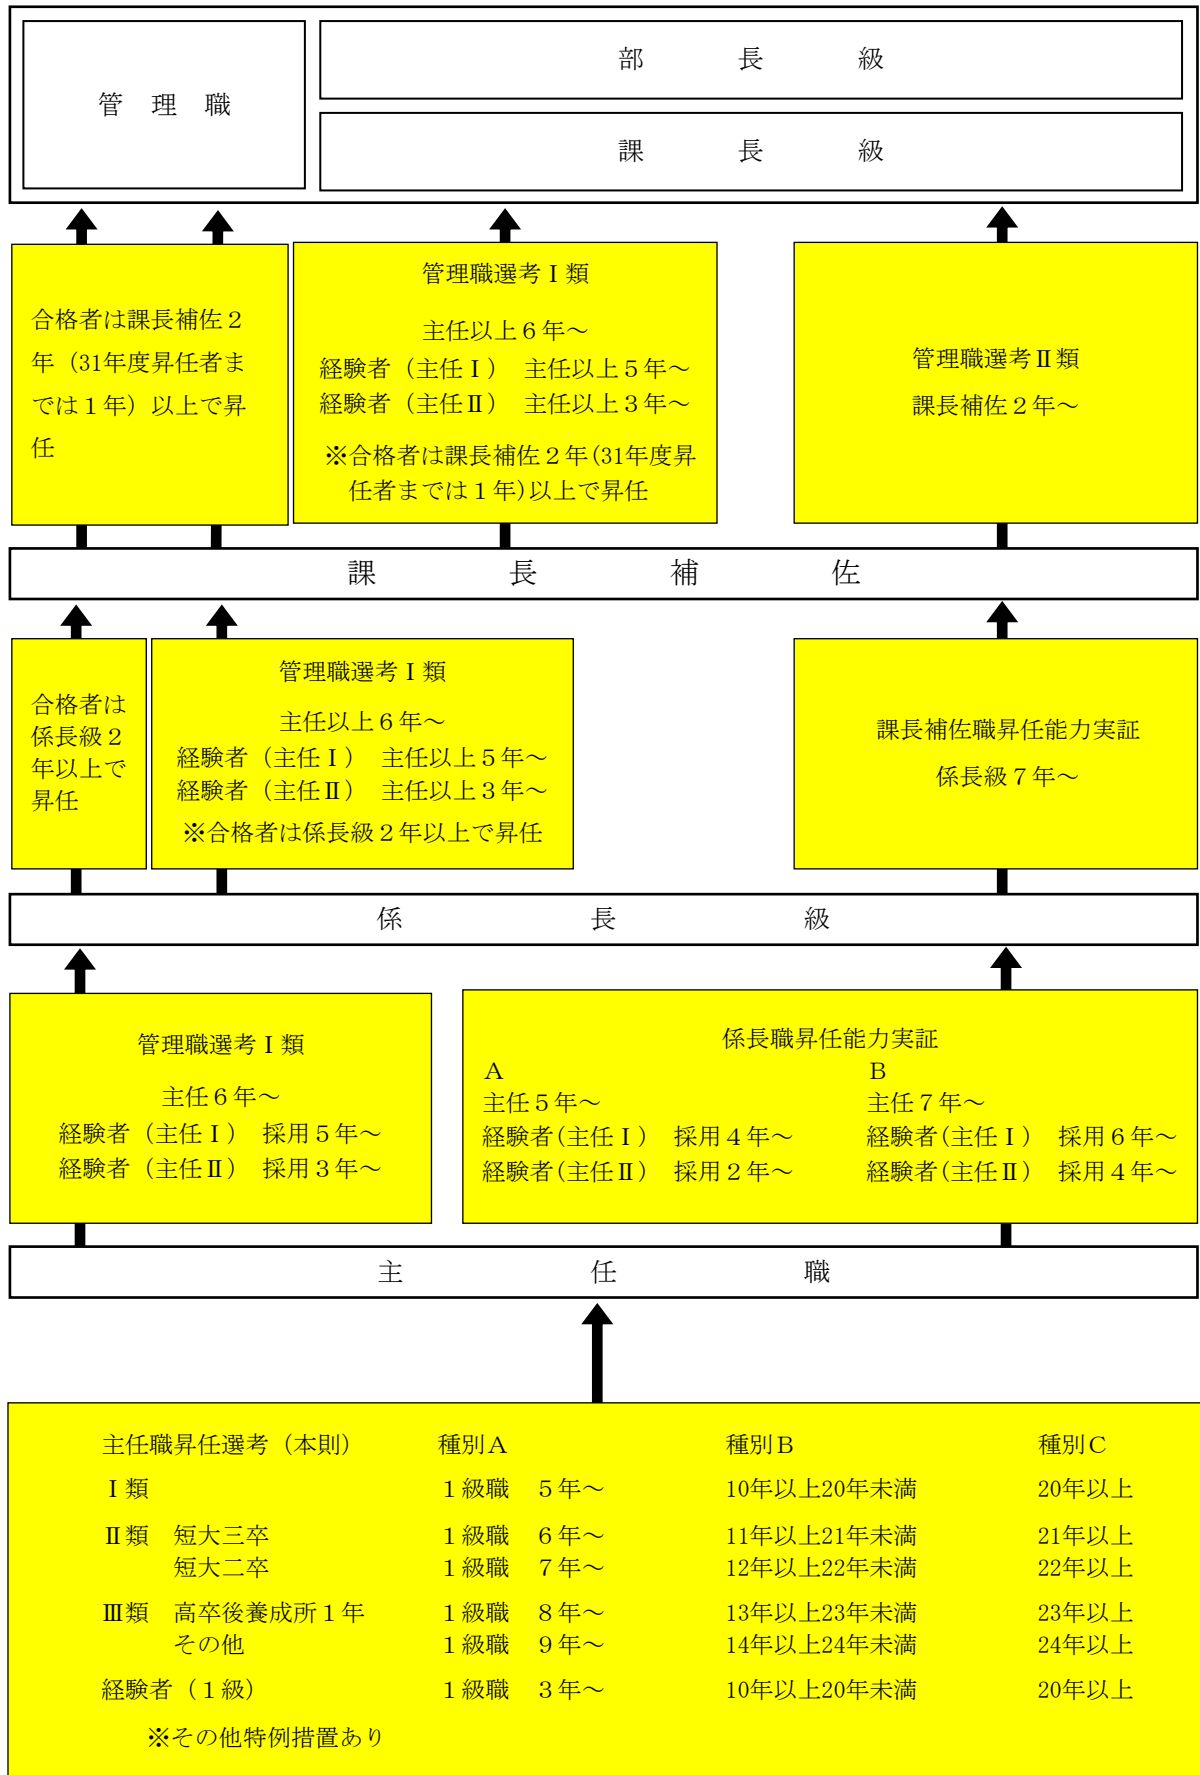 管理職
部長級
課長級
合格者は課長補佐２
年（31年度昇任者ま
では１年）以上で昇
任
管理職選考Ⅰ類
主任以上６年～
経験者（主任Ⅰ）　主任以上５年～
経験者（主任Ⅱ）　主任以上３年～
※合格者は課長補佐２年(31年度昇
任者までは１年)以上で昇任
管理職選考Ⅱ類
課長補佐２年～
課長補佐
合格者は
係長級２
年以上で
昇任
管理職選考Ⅰ類
主任以上６年～
経験者（主任Ⅰ）　主任以上５年～
経験者（主任Ⅱ）　主任以上３年～
※合格者は係長級２年以上で昇任
課長補佐職昇任能力実証
係長級７年～
係長級
管理職選考Ⅰ類
主任６年～
経験者（主任Ⅰ）　採用５年～
経験者（主任Ⅱ）　採用３年～
係長職昇任能力実証
Ａ
主任５年～
経験者(主任Ⅰ)　採用４年～
経験者(主任Ⅱ)　採用２年～
Ｂ
主任７年～
経験者(主任Ⅰ)　採用６年～
経験者(主任Ⅱ)　採用４年～
主任職
主任職昇任選考（本則）　種別Ａ　種別Ｂ　種別Ｃ
Ⅰ類　１級職　５年～　10年以上20年未満　20年以上
Ⅱ類　短大三卒　１級職　６年～　11年以上21年未満　21年以上
短大二卒　１級職　７年～　12年以上22年未満　22年以上
Ⅲ類　高卒後養成所１年　１級職　８年～　13年以上23年未満　23年以上
その他　１級職　９年～　14年以上24年未満　24年以上
経験者（１級）　１級職　３年～　10年以上20年未満　20年以上
※その他特例措置あり